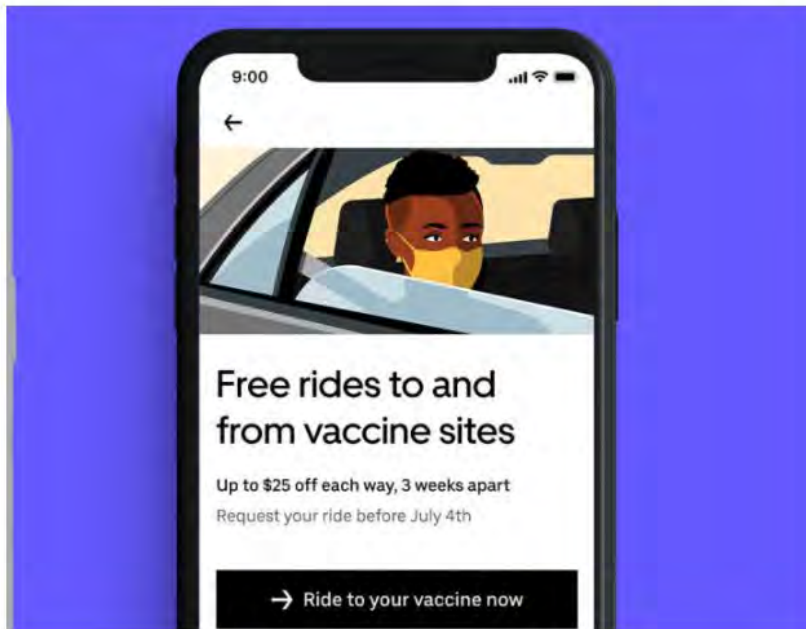 9:00
Free rides to and
from vaccine sites
Up to $25 off each way, 3 weeks apart
Request your ride before July 4th
→ Ride to your vaccine now